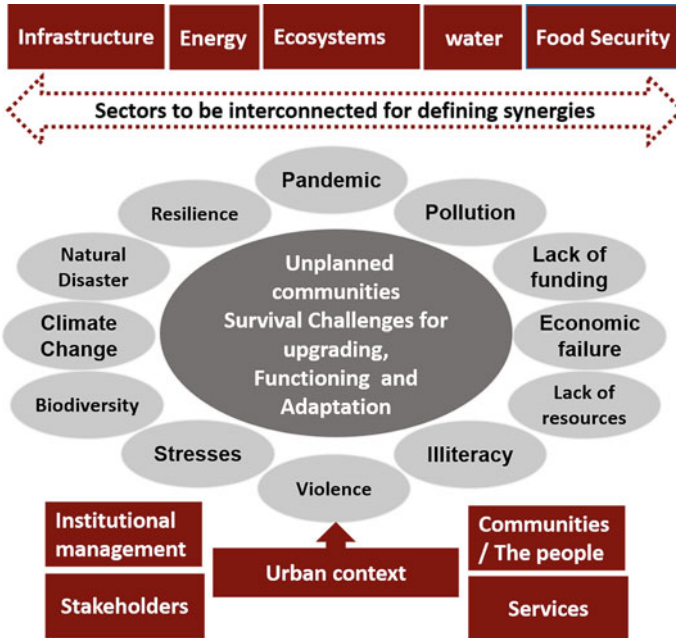 Infrastructure
Energy
Ecosystems
water
Food Security
Sectors to be interconnected for defining synergies
Pandemic
Resilience
Pollution
Natural
Disaster
Lack of
funding
Climate
Change
Economic
failure
Biodiversity
Lack of
resources
Stresses
Illiteracy
Violence
Unplanned
communities
Survival Challenges for
upgrading,
Functioning and
Adaptation
Institutional
management
Communities
/ The people
Urban context
Stakeholders
Services